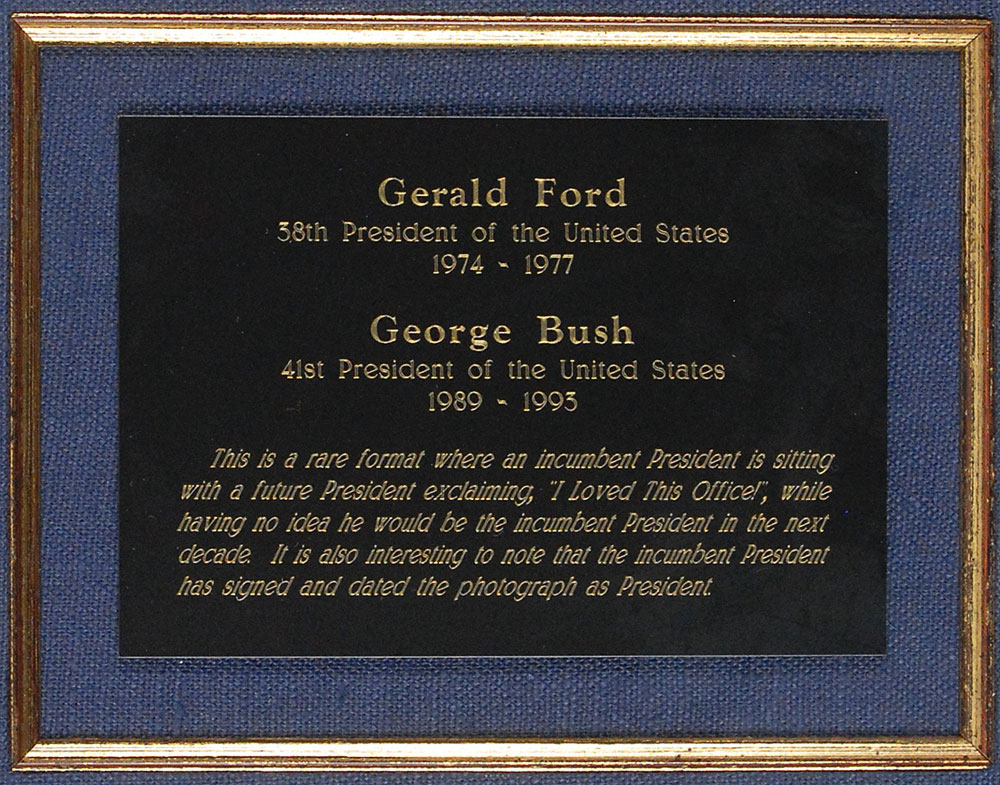 Gerald Ford
38th President of the United States
1974 - 1977
George Bush
41st President of the United States
1989 - 1993
This is a rare format where an incumbent President is sitting
with a future President exclaiming, "I Loved This Office!", while
having no idea he would be the incumbent President in the next
decade. It is also interesting to note that the incumbent President
has signed and dated the photograph as President.